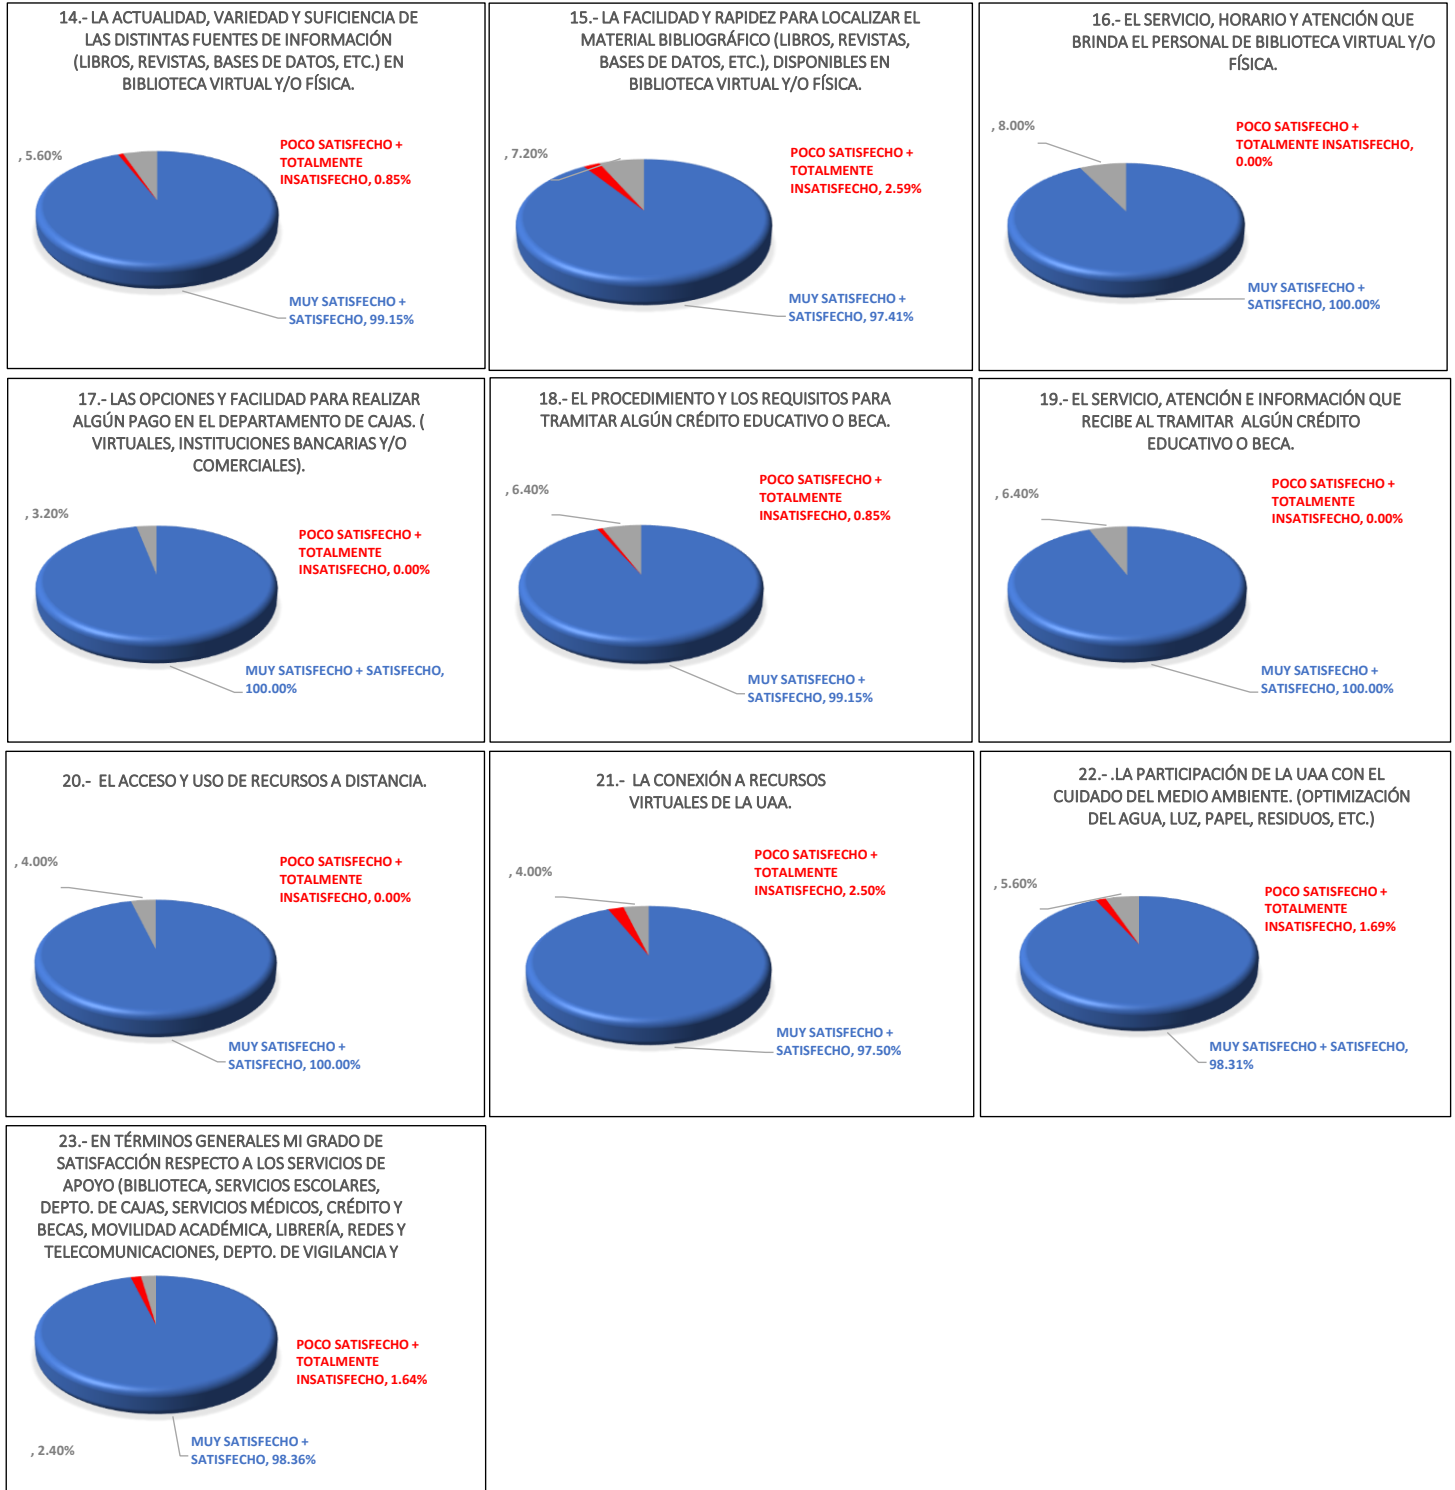 14.- LA ACTUALIDAD, VARIEDAD Y SUFICIENCIA DE
LAS DISTINTAS FUENTES DE INFORMACIÓN
(LIBROS, REVISTAS, BASES DE DATOS, ETC.) EN
BIBLIOTECA VIRTUAL Y/O FÍSICA.
, 5.60%
POCO SATISFECHO +
TOTALMENTE
INSATISFECHO, 0.85%
MUY SATISFECHO +
SATISFECHO, 99.15%
15.- LA FACILIDAD Y RAPIDEZ PARA LOCALIZAR EL
MATERIAL BIBLIOGRÁFICO (LIBROS, REVISTAS,
BASES DE DATOS, ETC.), DISPONIBLES EN
BIBLIOTECA VIRTUAL Y/O FÍSICA.
, 7.20%
POCO SATISFECHO +
TOTALMENTE
INSATISFECHO, 2.59%
MUY SATISFECHO +
SATISFECHO, 97.41%
16.- EL SERVICIO, HORARIO Y ATENCIÓN QUE
BRINDA EL PERSONAL DE BIBLIOTECA VIRTUAL Y/O
FÍSICA.
, 8.00%
POCO SATISFECHO +
TOTALMENTE INSATISFECHO,
0.00%
MUY SATISFECHO +
SATISFECHO, 100.00%
17.- LAS OPCIONES Y FACILIDAD PARA REALIZAR
ALGÚN PAGO EN EL DEPARTAMENTO DE CAJAS. (
VIRTUALES, INSTITUCIONES BANCARIAS Y/O
COMERCIALES).
, 3.20%
POCO SATISFECHO +
TOTALMENTE
INSATISFECHO, 0.00%
MUY SATISFECHO + SATISFECHO,
100.00%
18.- EL PROCEDIMIENTO Y LOS REQUISITOS PARA
TRAMITAR ALGÚN CRÉDITO EDUCATIVO O BECA.
, 6.40%
POCO SATISFECHO +
TOTALMENTE
INSATISFECHO, 0.85%
MUY SATISFECHO +
SATISFECHO, 99.15%
19.- EL SERVICIO, ATENCIÓN E INFORMACIÓN QUE
RECIBE AL TRAMITAR ALGÚN CRÉDITO
EDUCATIVO O BECA.
, 6.40%
POCO SATISFECHO +
TOTALMENTE
INSATISFECHO, 0.00%
MUY SATISFECHO +
SATISFECHO, 100.00%
20.- EL ACCESO Y USO DE RECURSOS A DISTANCIA.
, 4.00%
POCO SATISFECHO +
TOTALMENTE
INSATISFECHO, 0.00%
MUY SATISFECHO +
SATISFECHO, 100.00%
21.- LA CONEXIÓN A RECURSOS
VIRTUALES DE LA UAA.
, 4.00%
POCO SATISFECHO +
TOTALMENTE
INSATISFECHO, 2.50%
MUY SATISFECHO +
SATISFECHO, 97.50%
22.- .LA PARTICIPACIÓN DE LA UAA CON EL
CUIDADO DEL MEDIO AMBIENTE. (OPTIMIZACIÓN
DEL AGUA, LUZ, PAPEL, RESIDUOS, ETC.)
, 5.60%
POCO SATISFECHO +
TOTALMENTE
INSATISFECHO, 1.69%
MUY SATISFECHO + SATISFECHO,
98.31%
23.- EN TÉRMINOS GENERALES MI GRADO DE
SATISFACCIÓN RESPECTO A LOS SERVICIOS DE
APOYO (BIBLIOTECA, SERVICIOS ESCOLARES,
DEPTO. DE CAJAS, SERVICIOS MÉDICOS, CRÉDITO Y
BECAS, MOVILIDAD ACADÉMICA, LIBRERÍA, REDES Y
TELECOMUNICACIONES, DEPTO. DE VIGILANCIA Y
POCO SATISFECHO +
TOTALMENTE
INSATISFECHO, 1.64%
MUY SATISFECHO +
SATISFECHO, 98.36%
, 2.40%